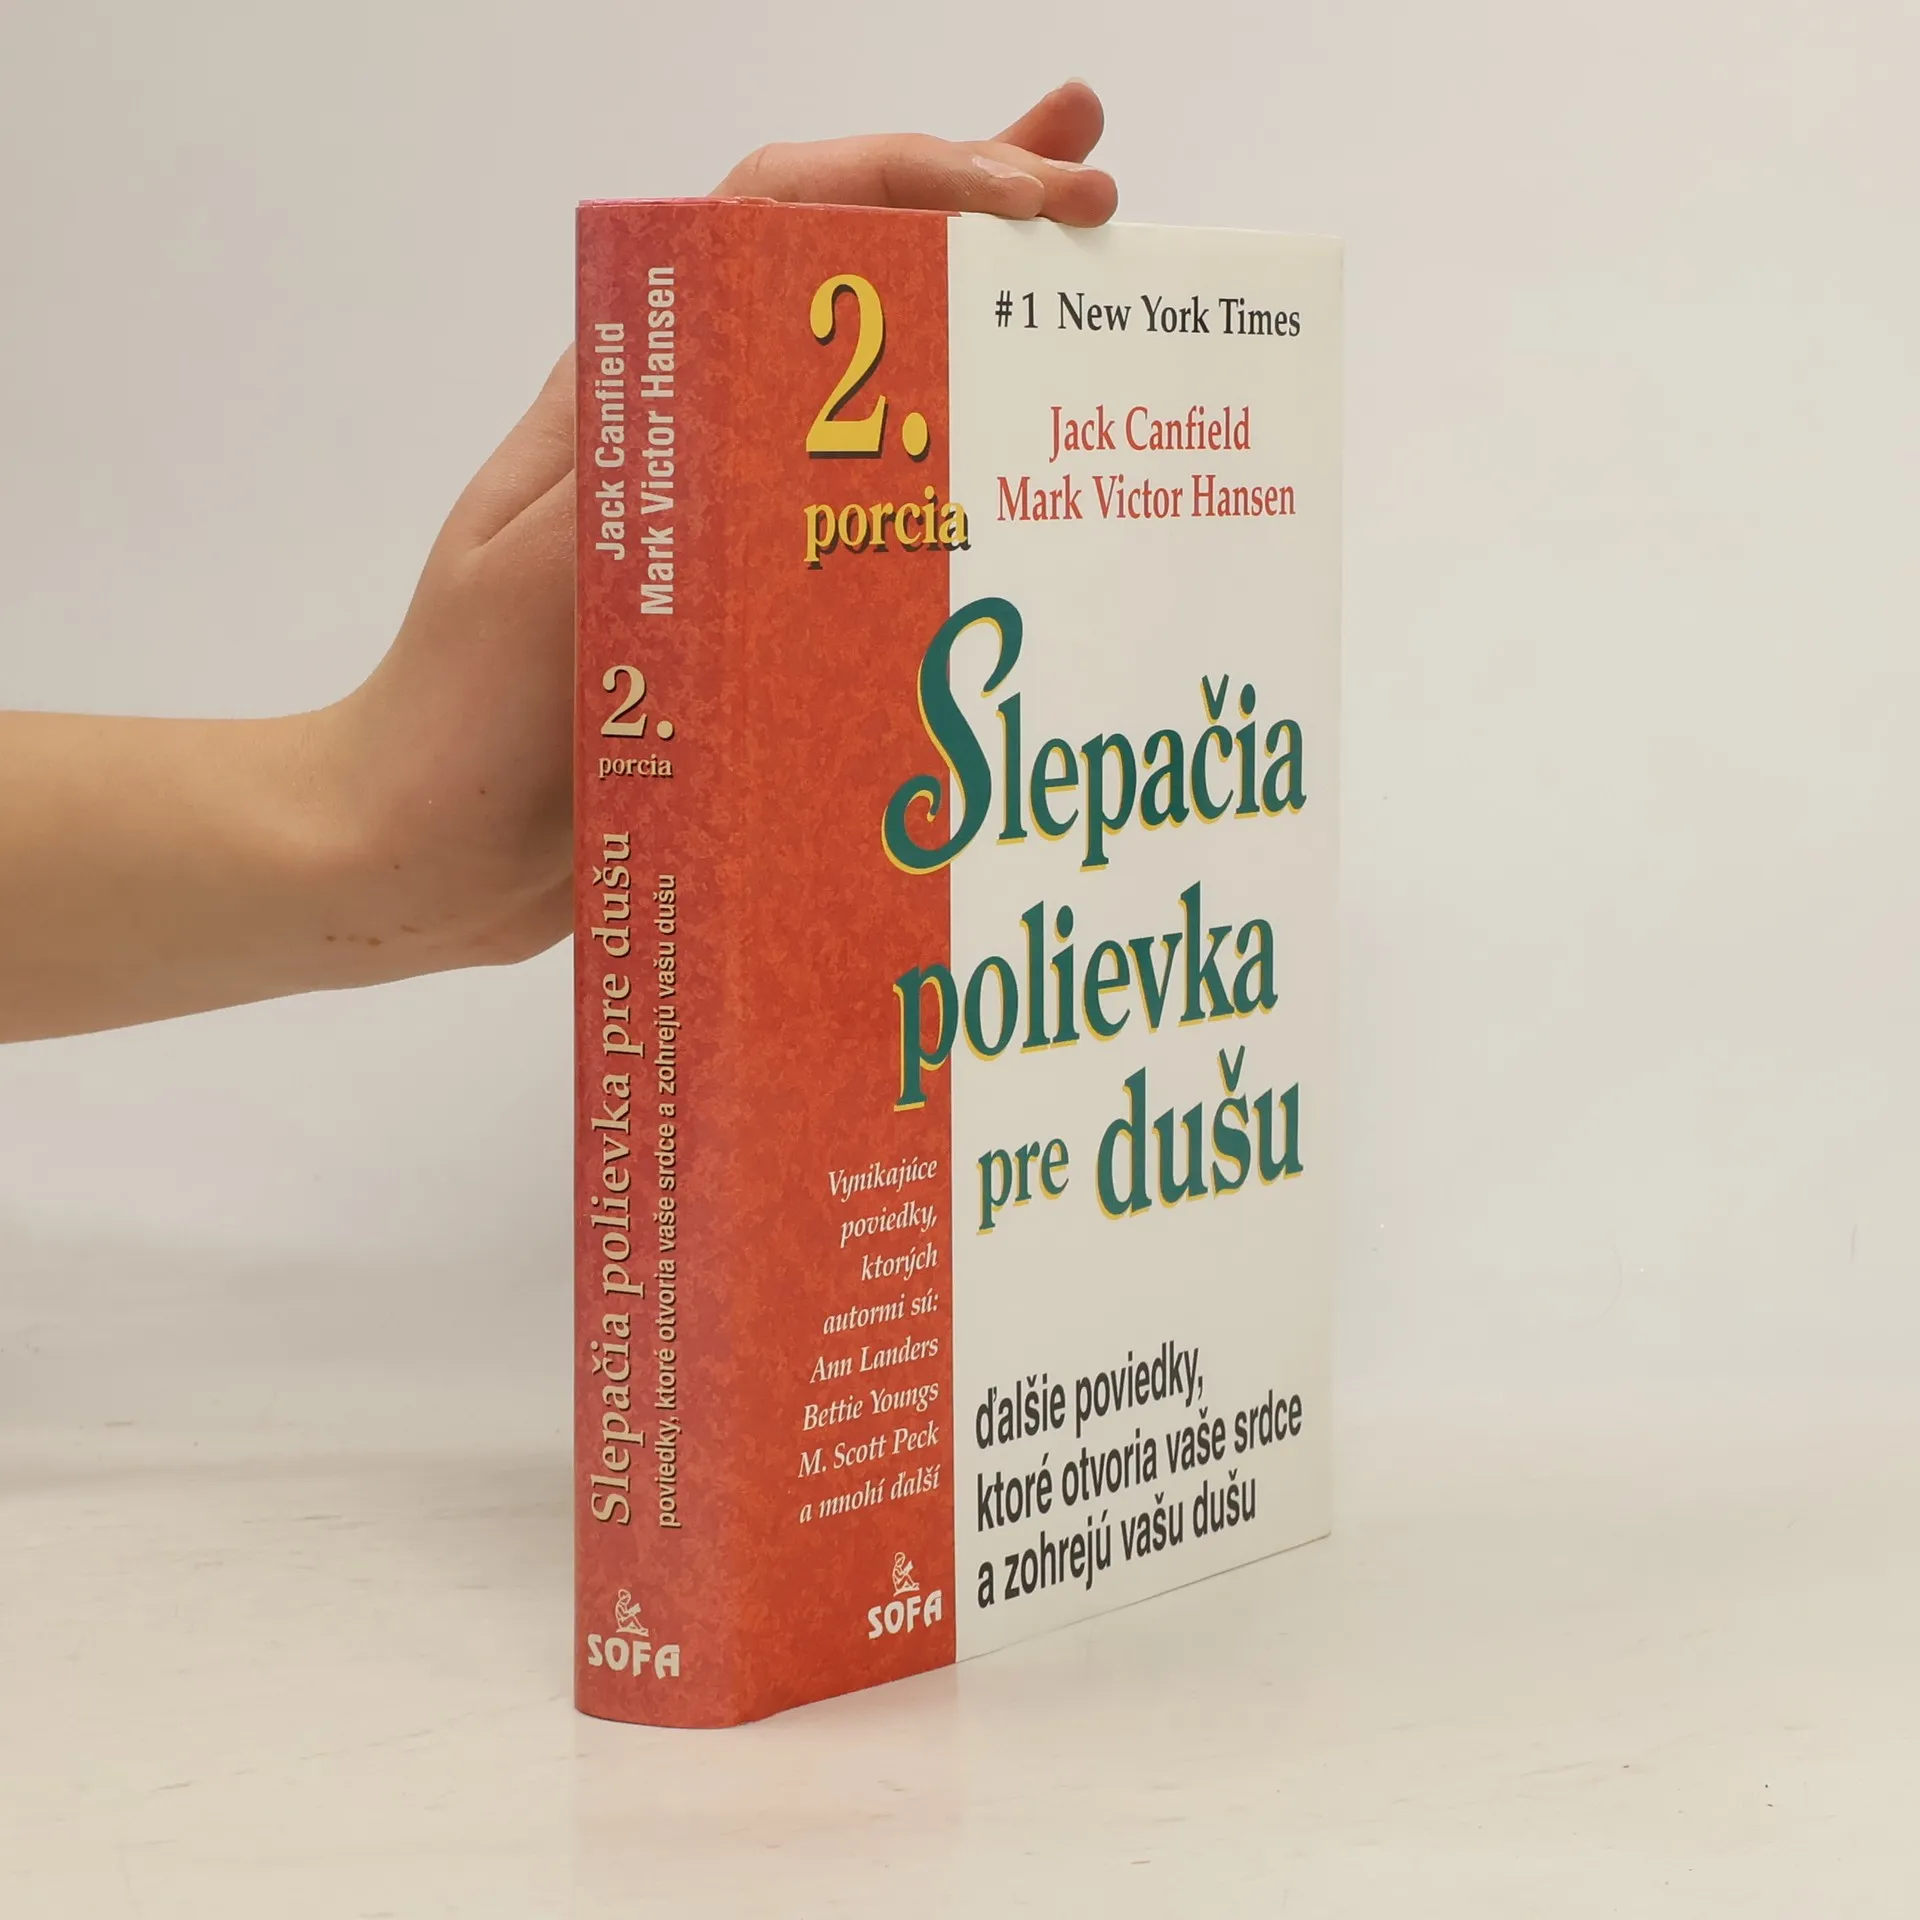 Jack Canfield
Mark Victor Hansen
2.
porcia
Slepačia polievka pre dušu
poviedky, ktoré otvoria vaše srdce a zohrejú vašu dušu
SOFA
2.
porcia
# 1 New York Times
Jack Canfield
Mark Victor Hansen
Slepačia
polievka
pre dušu
Vynikajúce
poviedky,
ktorých
autormi sú:
Ann Landers
Bettie Youngs
M. Scott Peck
a mnohí ďalší
SOFA
ďalšie poviedky,
ktoré otvoria vaše srdce
a zohrejú vašu dušu